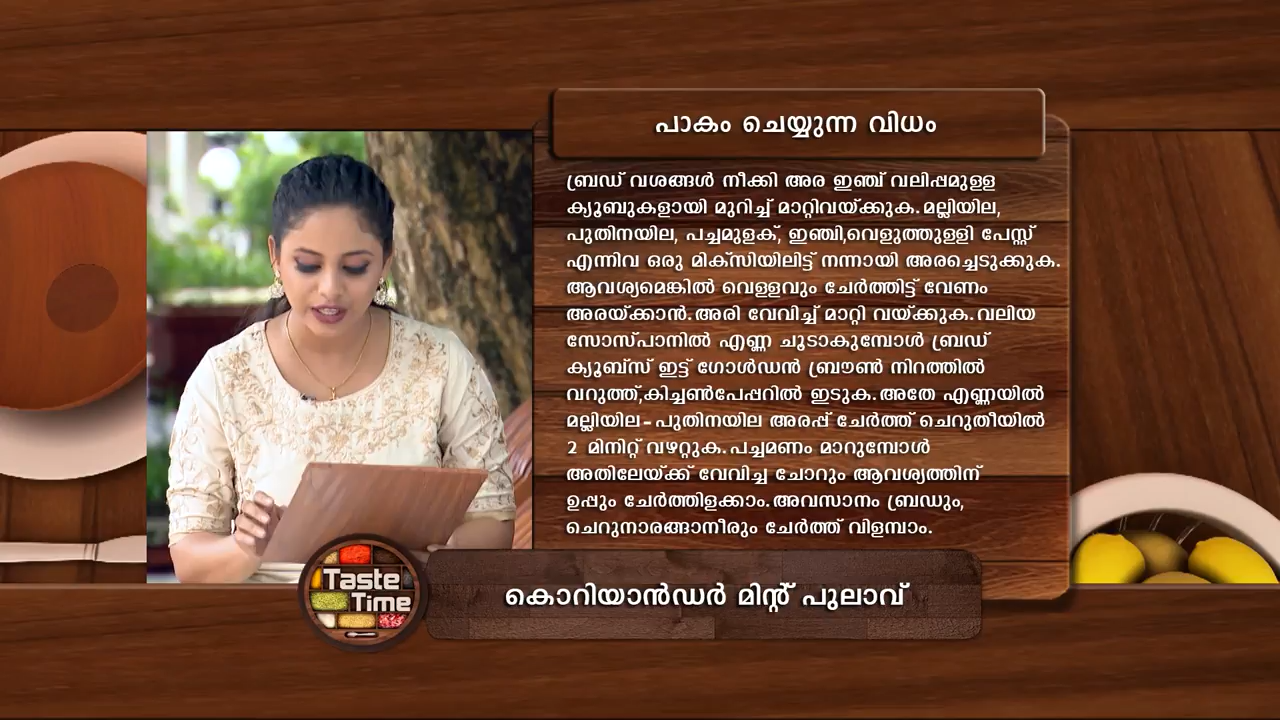 പാകം ചെയ്യുന്ന വിധം
ബ്രഡ് വശങ്ങൾ നീക്കി അര ഇഞ്ച് വലിപ്പമുള്ള
ക്യൂബുകളായി മുറിച്ച് മാറ്റിവയ്ക്കുക. മല്ലിയില,
പുതിനയില, പച്ചമുളക്, ഇഞ്ചി,വെളുത്തുള്ളി പേസ്റ്റ്
എന്നിവ ഒരു മിക്സിയിലിട്ട് നന്നായി അരച്ചെടുക്കുക.
ആവശ്യമെങ്കിൽ വെള്ളവും ചേർത്തിട്ട് വേണം
അരയ്ക്കാൻ. അരി വേവിച്ച് മാറ്റി വയ്ക്കുക. വലിയ
സോസ്പാനിൽ എണ്ണ ചൂടാകുമ്പോൾ ബ്രഡ്
ക്യൂബ്സ് ഇട്ട് ഗോൾഡൻ ബ്രൗൺ നിറത്തിൽ
വറുത്ത്,കിച്ചൺപേപ്പറിൽ ഇടുക. അതേ എണ്ണയിൽ
മല്ലിയില - പുതിനയില അരപ്പ് ചേർത്ത് ചെറുതീയിൽ
2 മിനിറ്റ് വഴറ്റുക. പച്ചമണം മാറുമ്പോൾ
അതിലേയ്ക്ക് വേവിച്ച ചോറും ആവശ്യത്തിന്
ഉപ്പും ചേർത്തിളക്കാം. അവസാനം ബ്രഡും,
ചെറുനാരങ്ങാനീരും ചേർത്ത് വിളമ്പാം.
Taste
Time
കൊറിയാൻഡർ മിന്റ് പുലാവ്